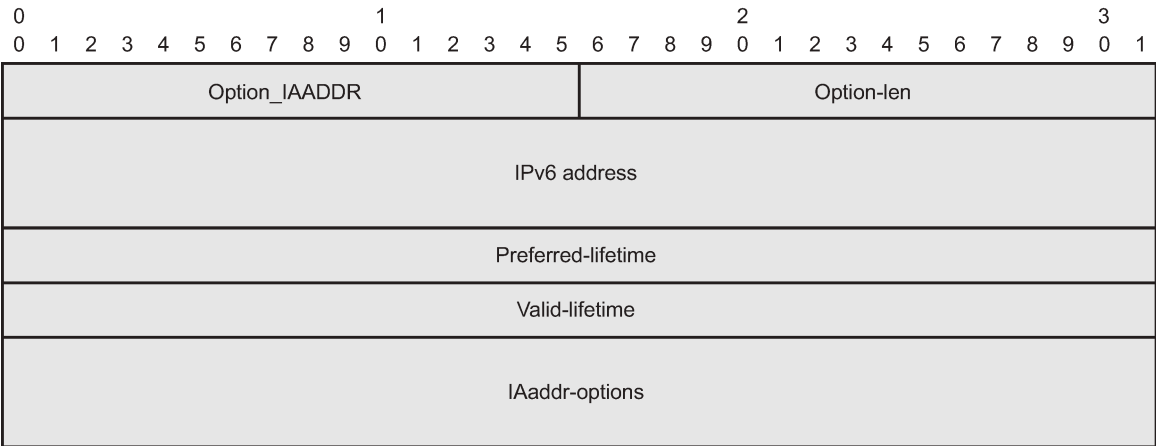 0 1 2 3
0 1 2 3 4 5 6 7 8 9 0 1 2 3 4 5 6 7 8 9 0 1 2 3 4 5 6 7 8 9 0 1
Option_IAADDR Option-len
IPv6 address
Preferred-lifetime
Valid-lifetime
IAaddr-options